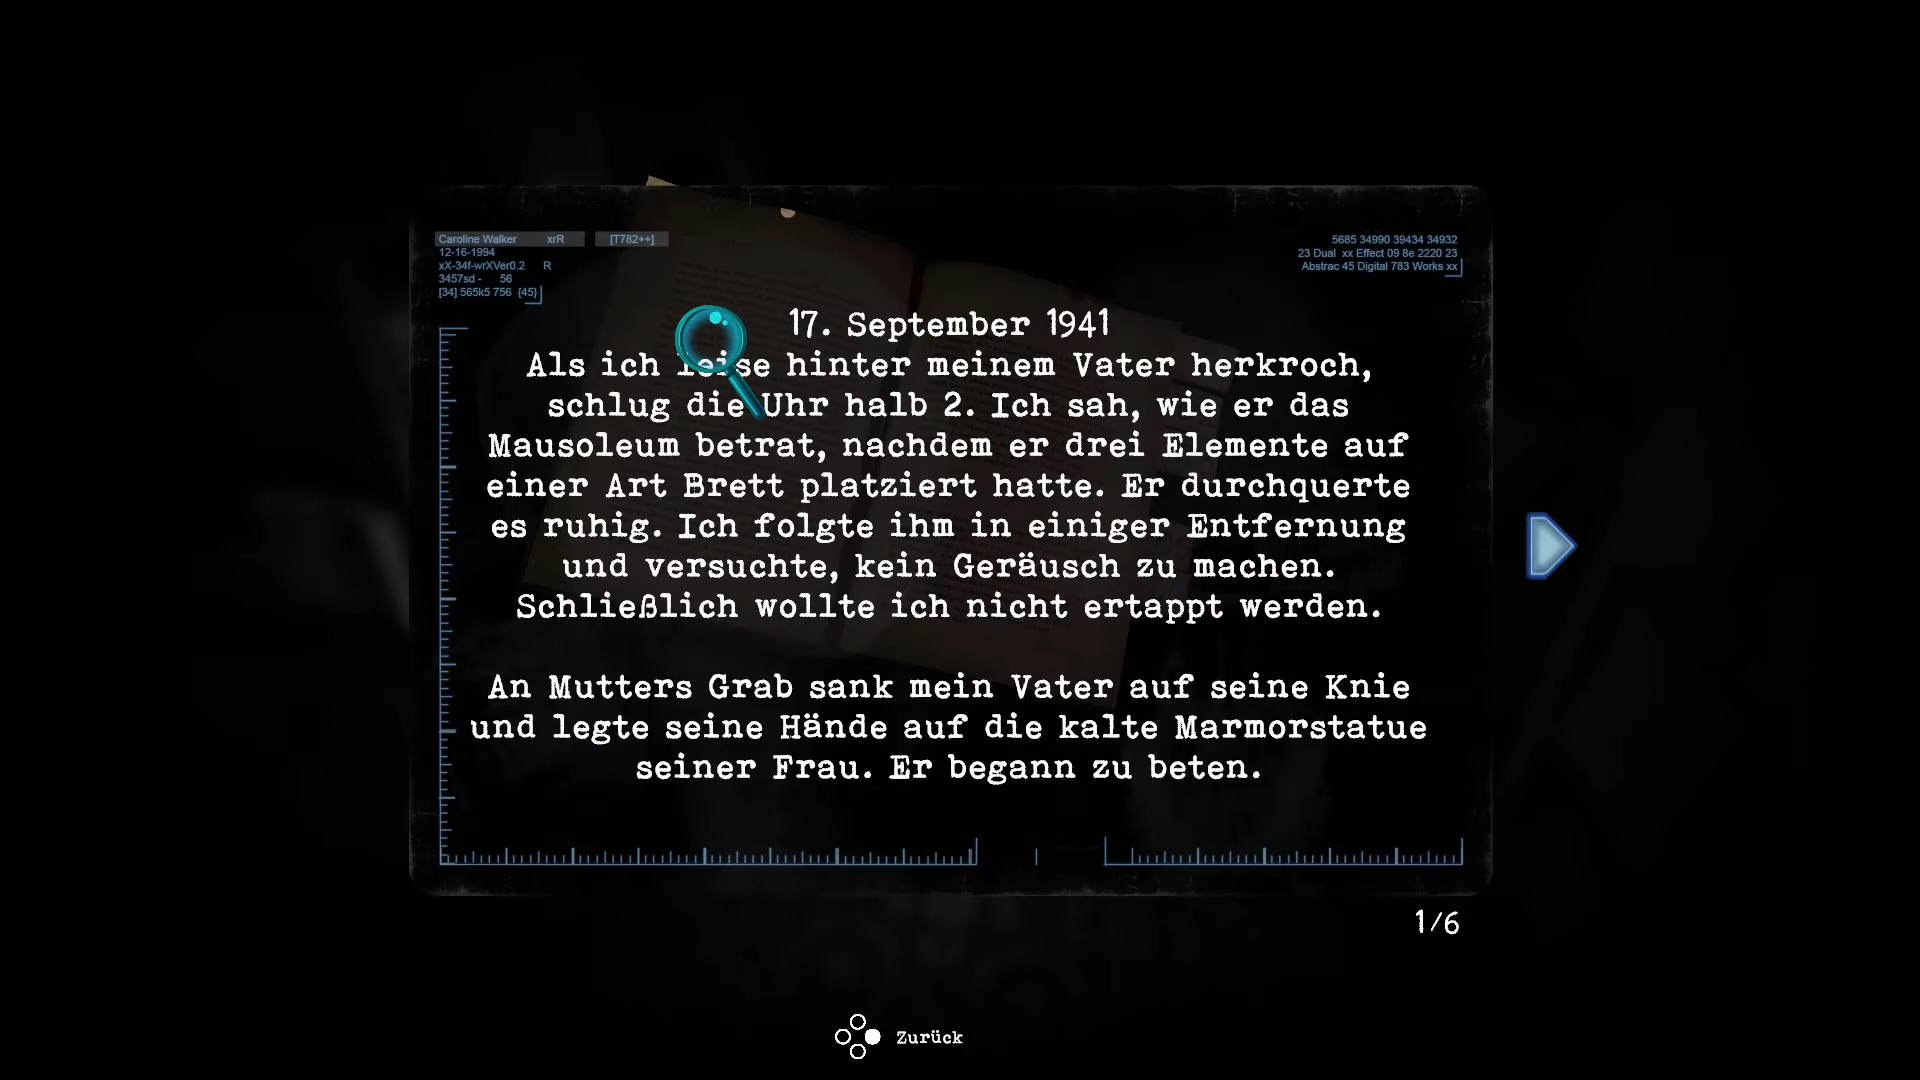 Caroline Walker xrR [T782++]
12-16-1994
xX-34f-wrXVer0.2 R
3457sd - 56
[34] 565k5 756 {45}
5685 34990 39434 34932
23 Dual xx Effect 09 8e 2220 23
Abstrac 45 Digital 783 Works xx
17. September 1941
Als ich leise hinter meinem Vater herkroch,
schlug die Uhr halb 2. Ich sah, wie er das
Mausoleum betrat, nachdem er drei Elemente auf
einer Art Brett platziert hatte. Er durchquerte
es ruhig. Ich folgte ihm in einiger Entfernung
und versuchte, kein Geräusch zu machen.
Schließlich wollte ich nicht ertappt werden.
An Mutters Grab sank mein Vater auf seine Knie
und legte seine Hände auf die kalte Marmorstatue
seiner Frau. Er begann zu beten.
1/6
Zurück